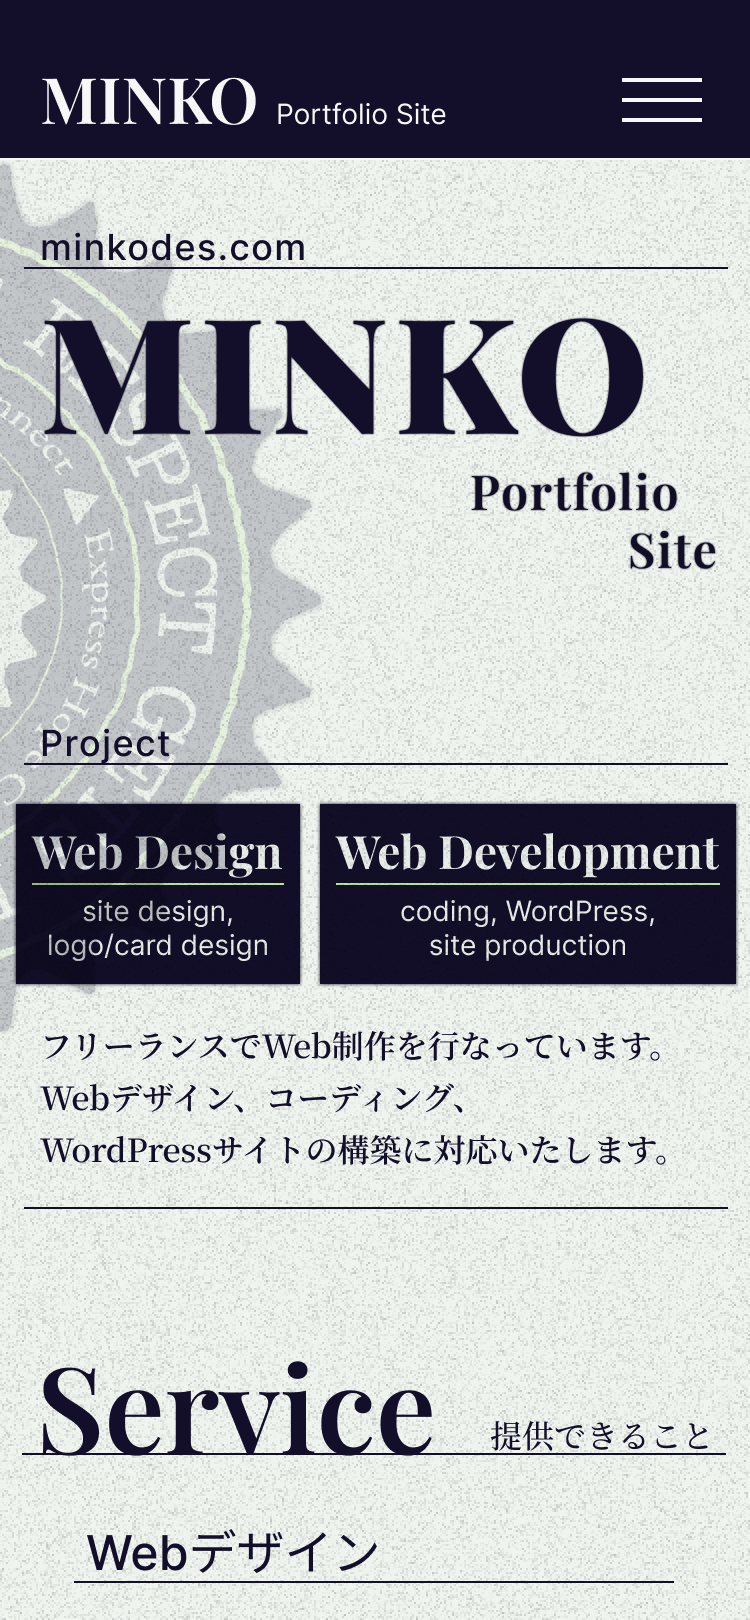 MINKO Portfolio Site
minkodes.com
MINKO
Portfolio
Site
RESPECT
Connect
Express
Project
Web Design
site design,
logo/card design
Web Development
coding, WordPress,
site production
フリーランスでWeb制作を行なっています。
Webデザイン、コーディング、
WordPressサイトの構築に対応いたします。
Service 提供できること
Webデザイン